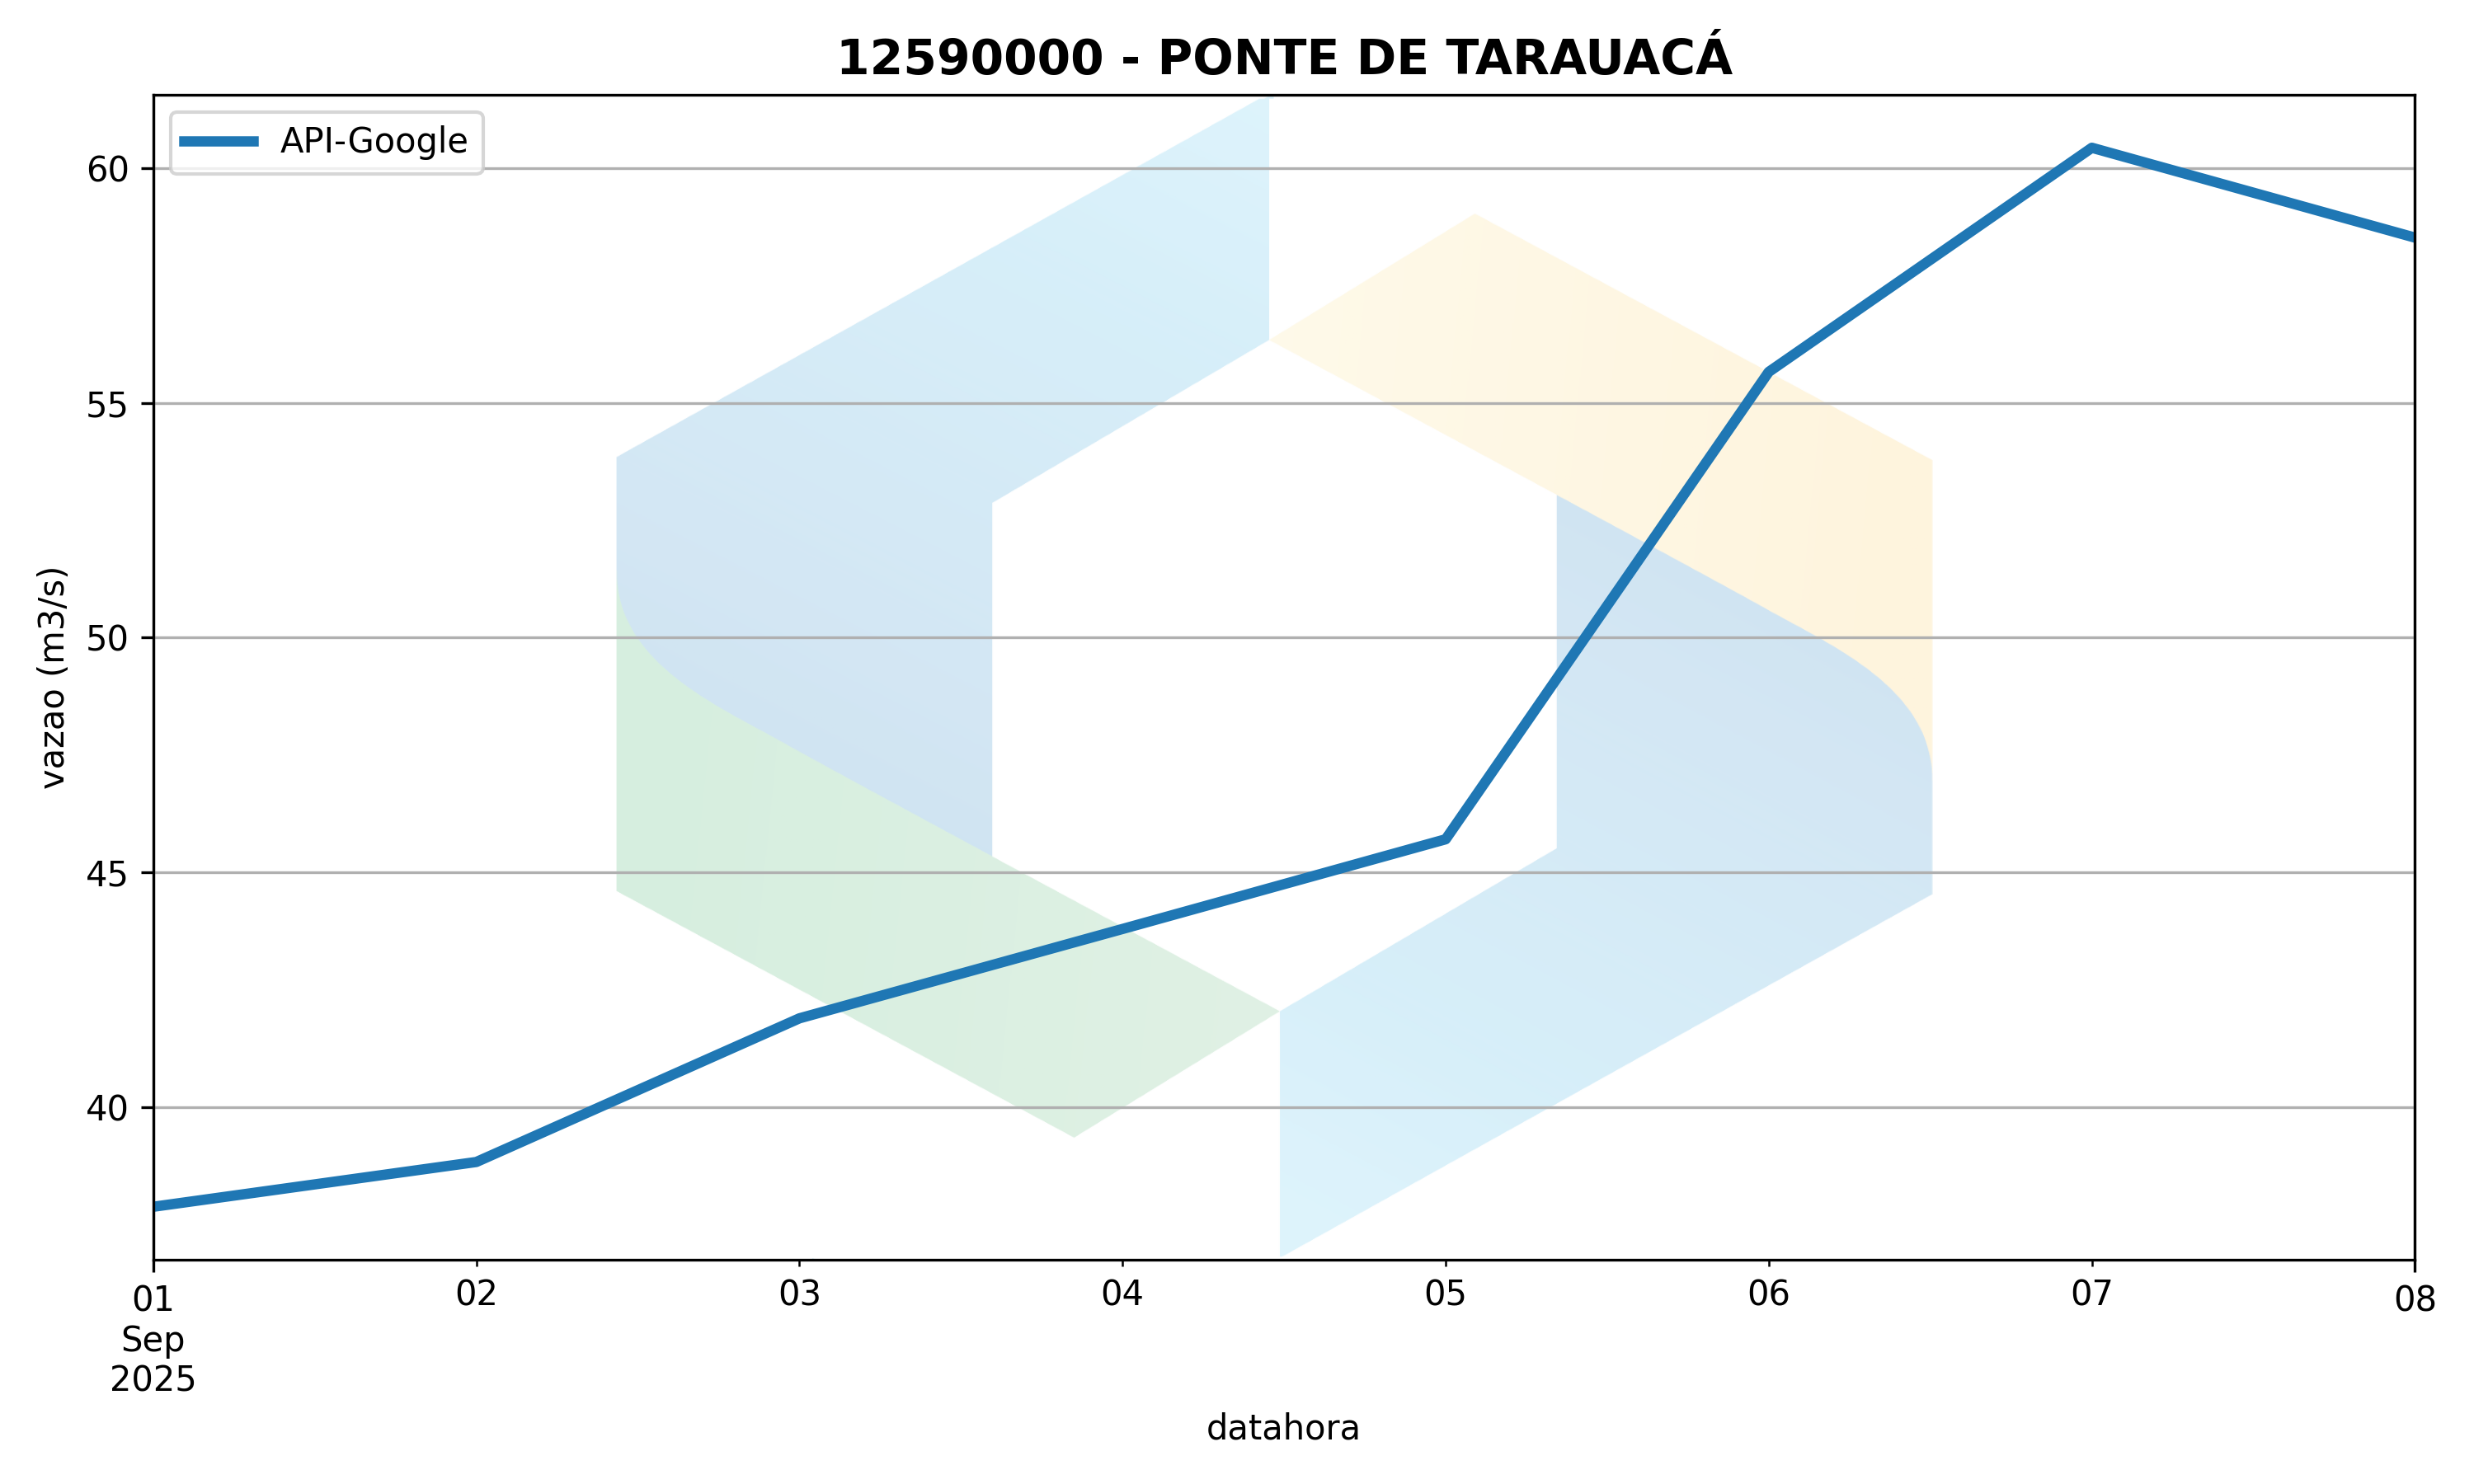 12590000 - PONTE DE TARAUACÁ
API-Google
60
55
50
45
40
vazao (m3/s)
01 02 03 04 05 06 07 08
Sep
2025
datahora